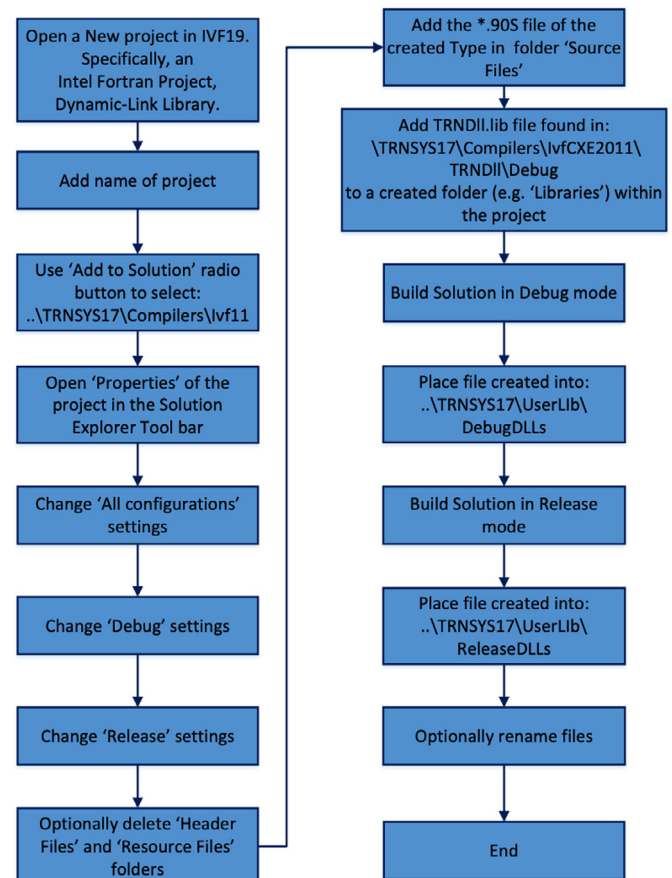 Open a New project in IVF19.
Specifically, an
Intel Fortran Project,
Dynamic-Link Library.
Add name of project
Use ‘Add to Solution’ radio
button to select:
..\TRNSYS17\Compilers\Ivf11
Open ‘Properties’ of the
project in the Solution
Explorer Tool bar
Change ‘All configurations’
settings
Change ‘Debug’ settings
Change ‘Release’ settings
Optionally delete ‘Header
Files’ and ‘Resource Files’
folders
Add the *.90S file of the
created Type in folder ‘Source
Files’
Add TRNDll.lib file found in:
\TRNSYS17\Compilers\IvfCXE2011\
TRNDll\Debug
to a created folder (e.g. ‘Libraries’) within
the project
Build Solution in Debug mode
Place file created into:
..\TRNSYS17\UserLIb\
DebugDLLs
Build Solution in Release
mode
Place file created into:
..\TRNSYS17\UserLIb\
ReleaseDLLs
Optionally rename files
End